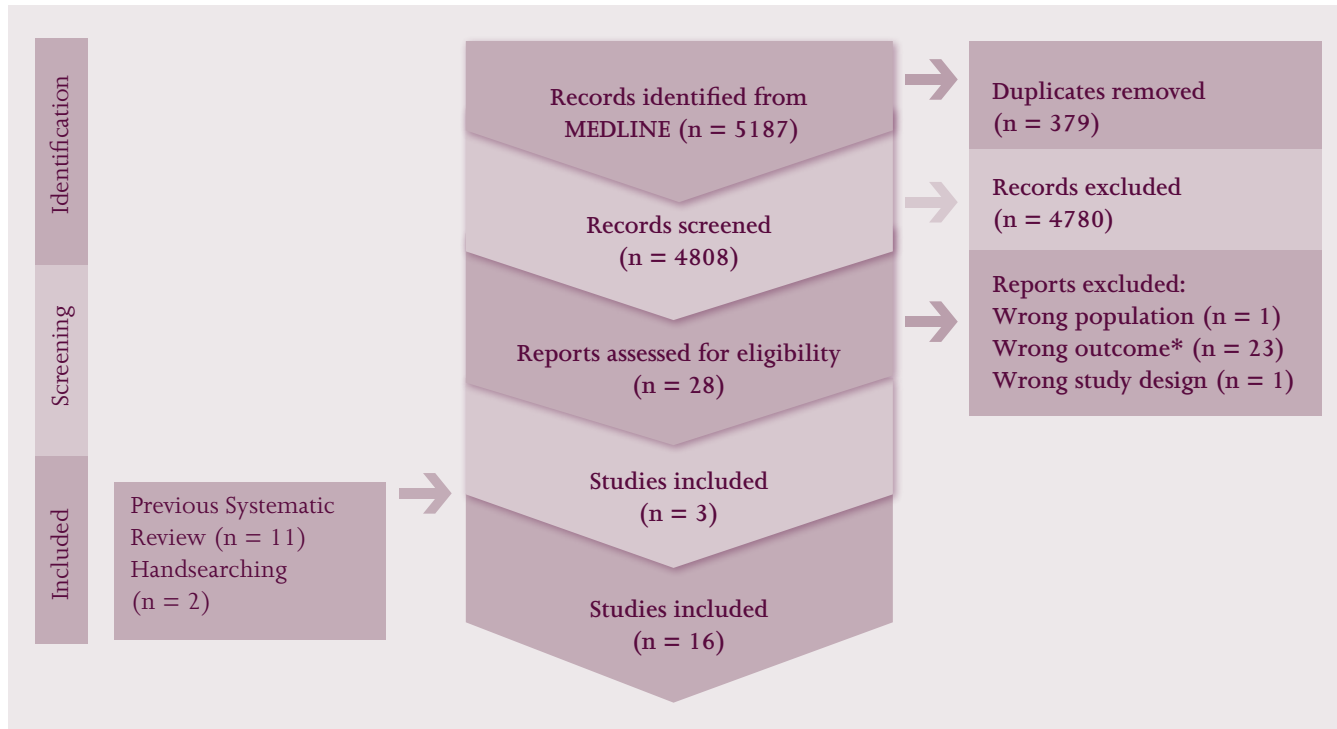 Identification
Records identified from
MEDLINE (n = 5187)
Duplicates removed
(n = 379)
Records screened
(n = 4808)
Records excluded
(n = 4780)
Screening
Reports assessed for eligibility
(n = 28)
Reports excluded:
Wrong population (n = 1)
Wrong outcome* (n = 23)
Wrong study design (n = 1)
Included
Previous Systematic
Review (n = 11)
Handsearching
(n = 2)
Studies included
(n = 3)
Studies included
(n = 16)